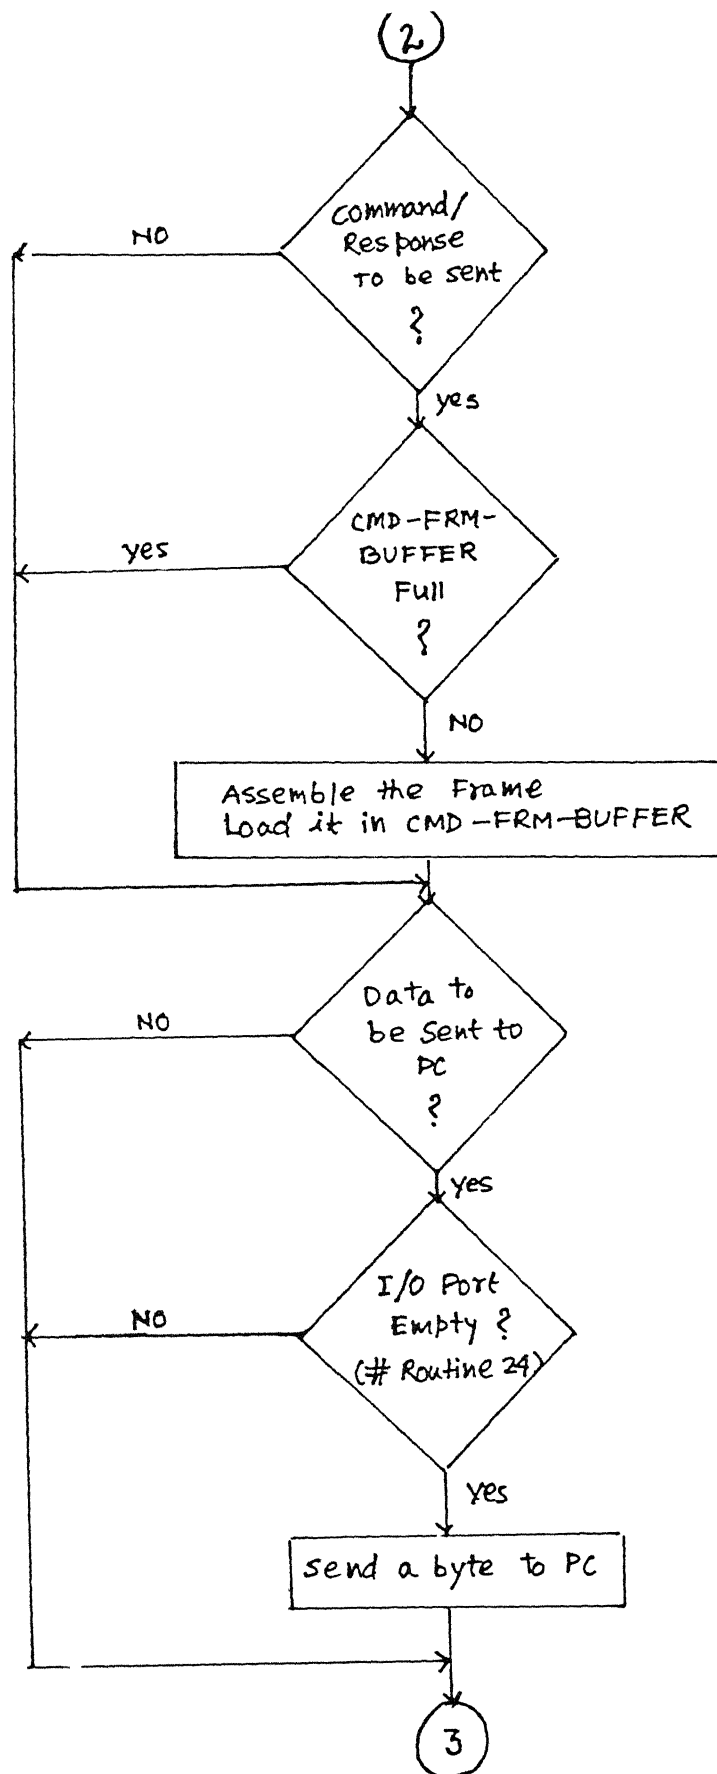 2
Command/
Response
To be sent
?
NO
yes
CMD-FRM-
BUFFER
Full
?
yes
NO
Assemble the Frame
Load it in CMD-FRM-BUFFER
Data to
be sent to
PC
?
NO
yes
I/O Port
Empty ?
(# Routine 24)
NO
yes
Send a byte to PC
3